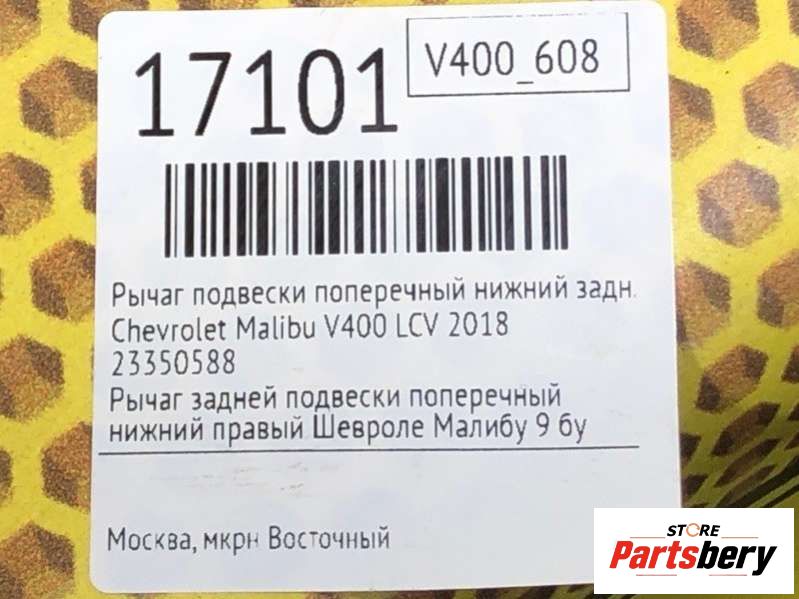 17101
V400_608
Рычаг подвески поперечный нижний задн.
Chevrolet Malibu V400 LCV 2018
23350588
Рычаг задней подвески поперечный
нижний правый Шевроле Малибу 9 бу
Москва, мкрн Восточный
STORE
Partsbery